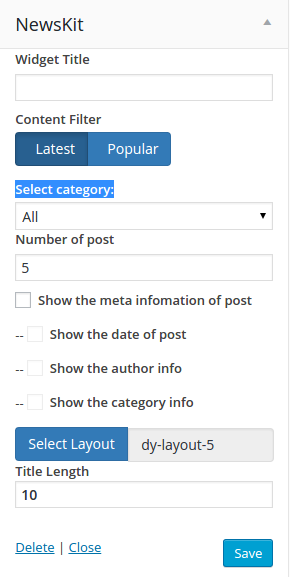 NewsKit
Widget Title
Content Filter
Latest Popular
Select category:
All
Number of post
5
Show the meta infomation of post
-- Show the date of post
-- Show the author info
-- Show the category info
Select Layout dy-layout-5
Title Length
10
Delete | Close Save